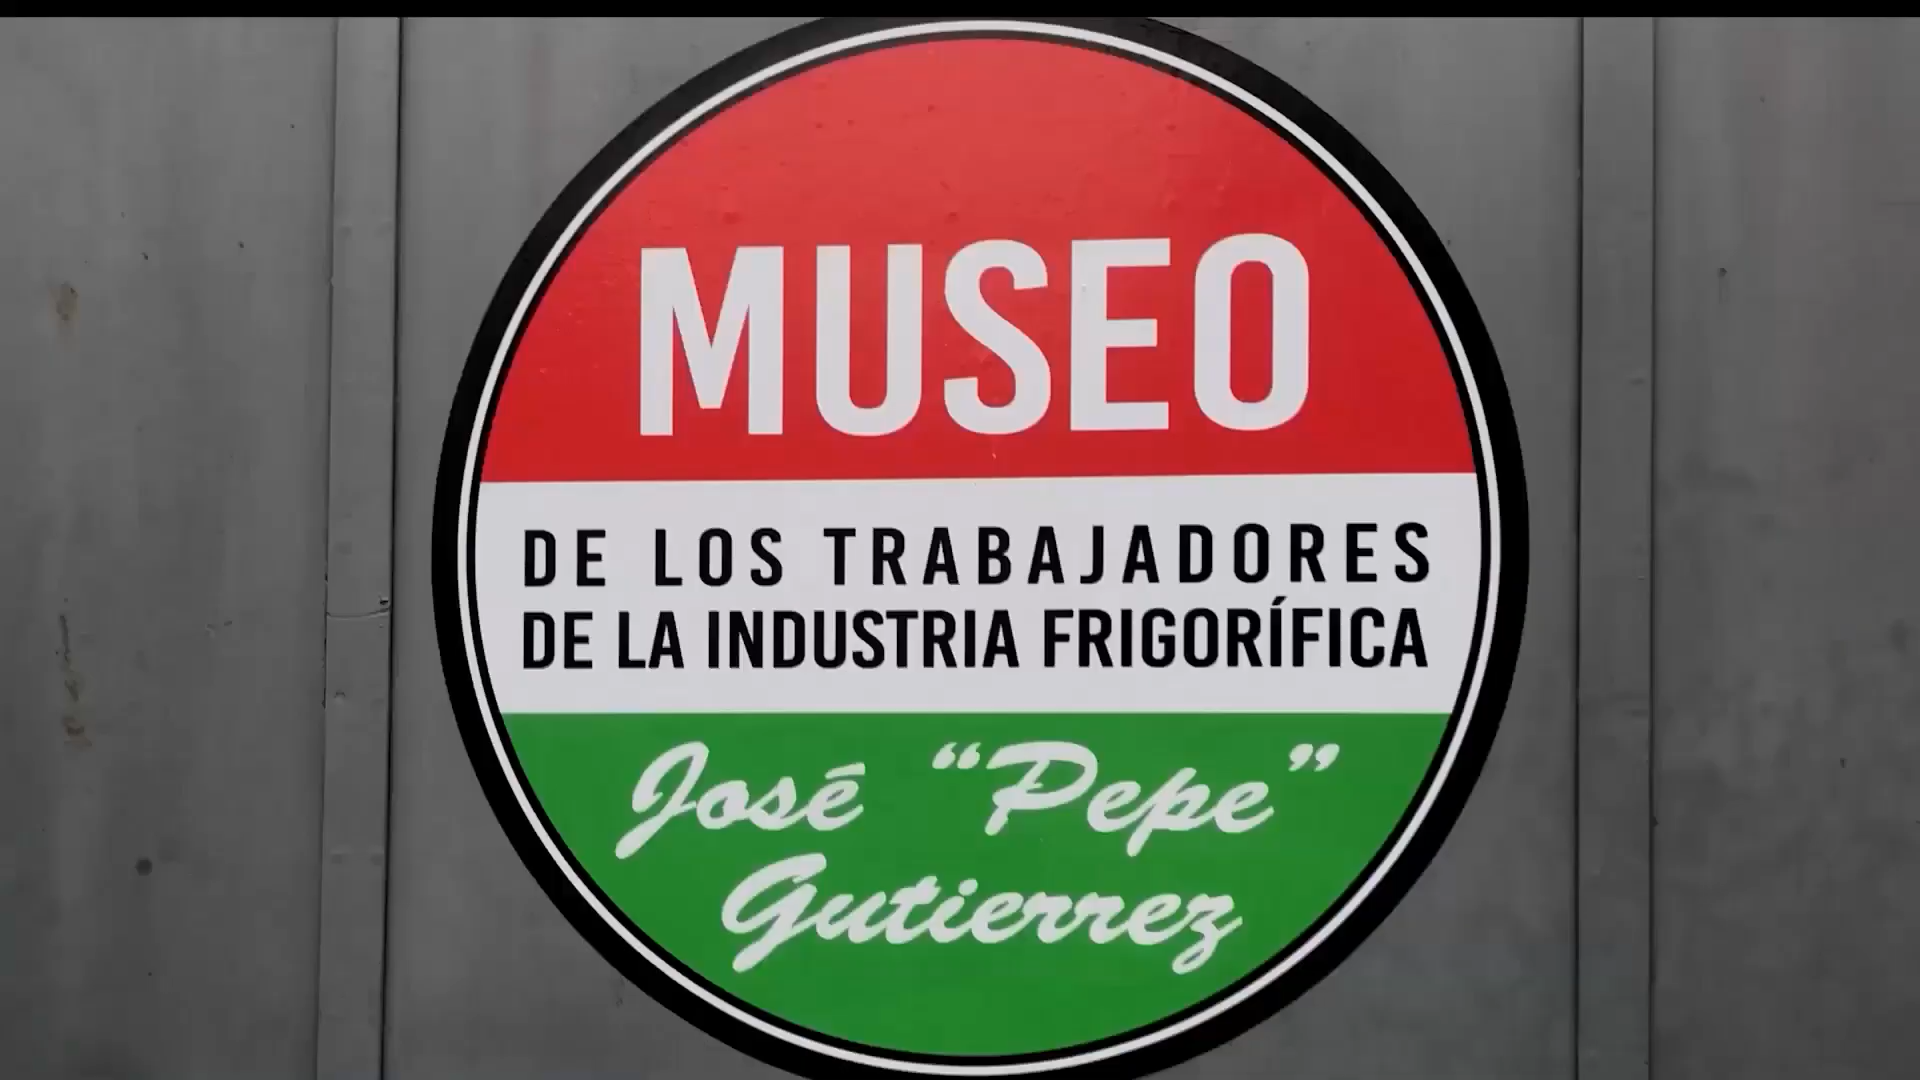 MUSEO
DE LOS TRABAJADORES
DE LA INDUSTRIA FRIGORÍFICA
José “Pepe”
Gutierrez